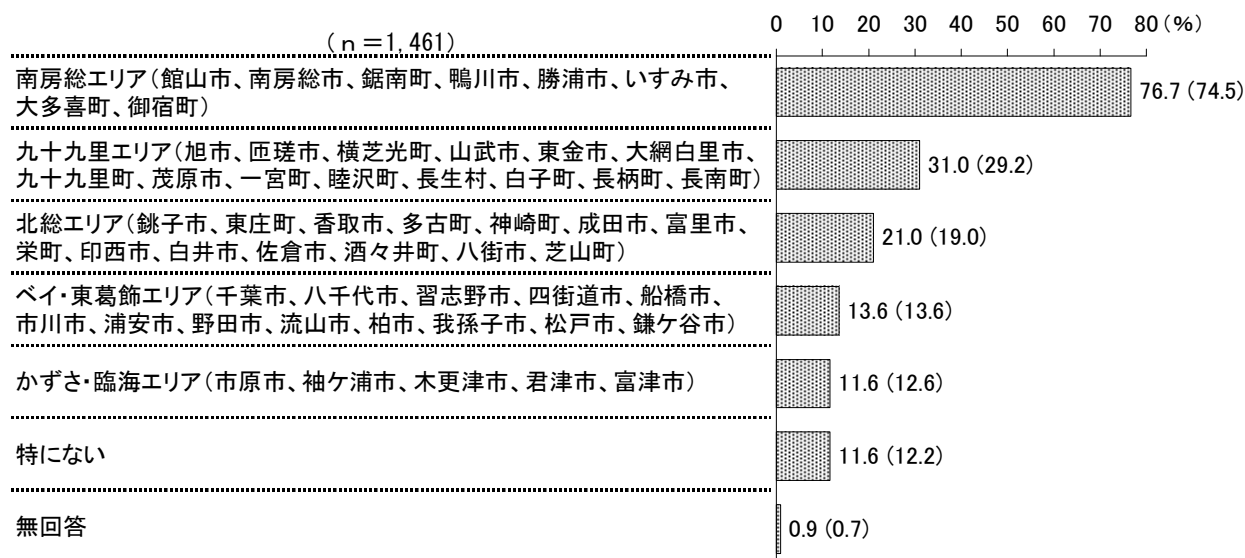 0 10 20 30 40 50 60 70 80 (%)
(n=1,461)
南房総エリア(館山市、南房総市、鋸南町、鴨川市、勝浦市、いすみ市、
大多喜町、御宿町)
76.7 (74.5)
九十九里エリア(旭市、匝瑳市、横芝光町、山武市、東金市、大網白里市、
九十九里町、茂原市、一宮町、睦沢町、長生村、白子町、長柄町、長南町)
31.0 (29.2)
北総エリア(銚子市、東庄町、香取市、多古町、神崎町、成田市、富里市、
栄町、印西市、白井市、佐倉市、酒々井町、八街市、芝山町)
21.0 (19.0)
ベイ・東葛飾エリア(千葉市、八千代市、習志野市、四街道市、船橋市、
市川市、浦安市、野田市、流山市、柏市、我孫子市、松戸市、鎌ケ谷市)
13.6 (13.6)
かずさ・臨海エリア(市原市、袖ケ浦市、木更津市、君津市、富津市)
11.6 (12.6)
特にない
11.6 (12.2)
無回答
0.9 (0.7)